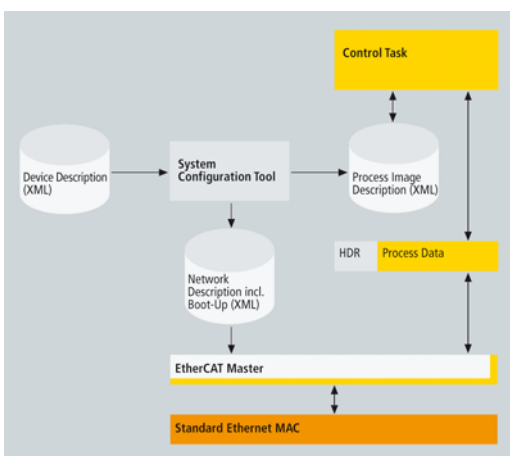 Control Task
Device Description
(XML)
System
Configuration Tool
Process Image
Description (XML)
HDR
Process Data
Network
Description incl.
Boot-Up (XML)
EtherCAT Master
Standard Ethernet MAC